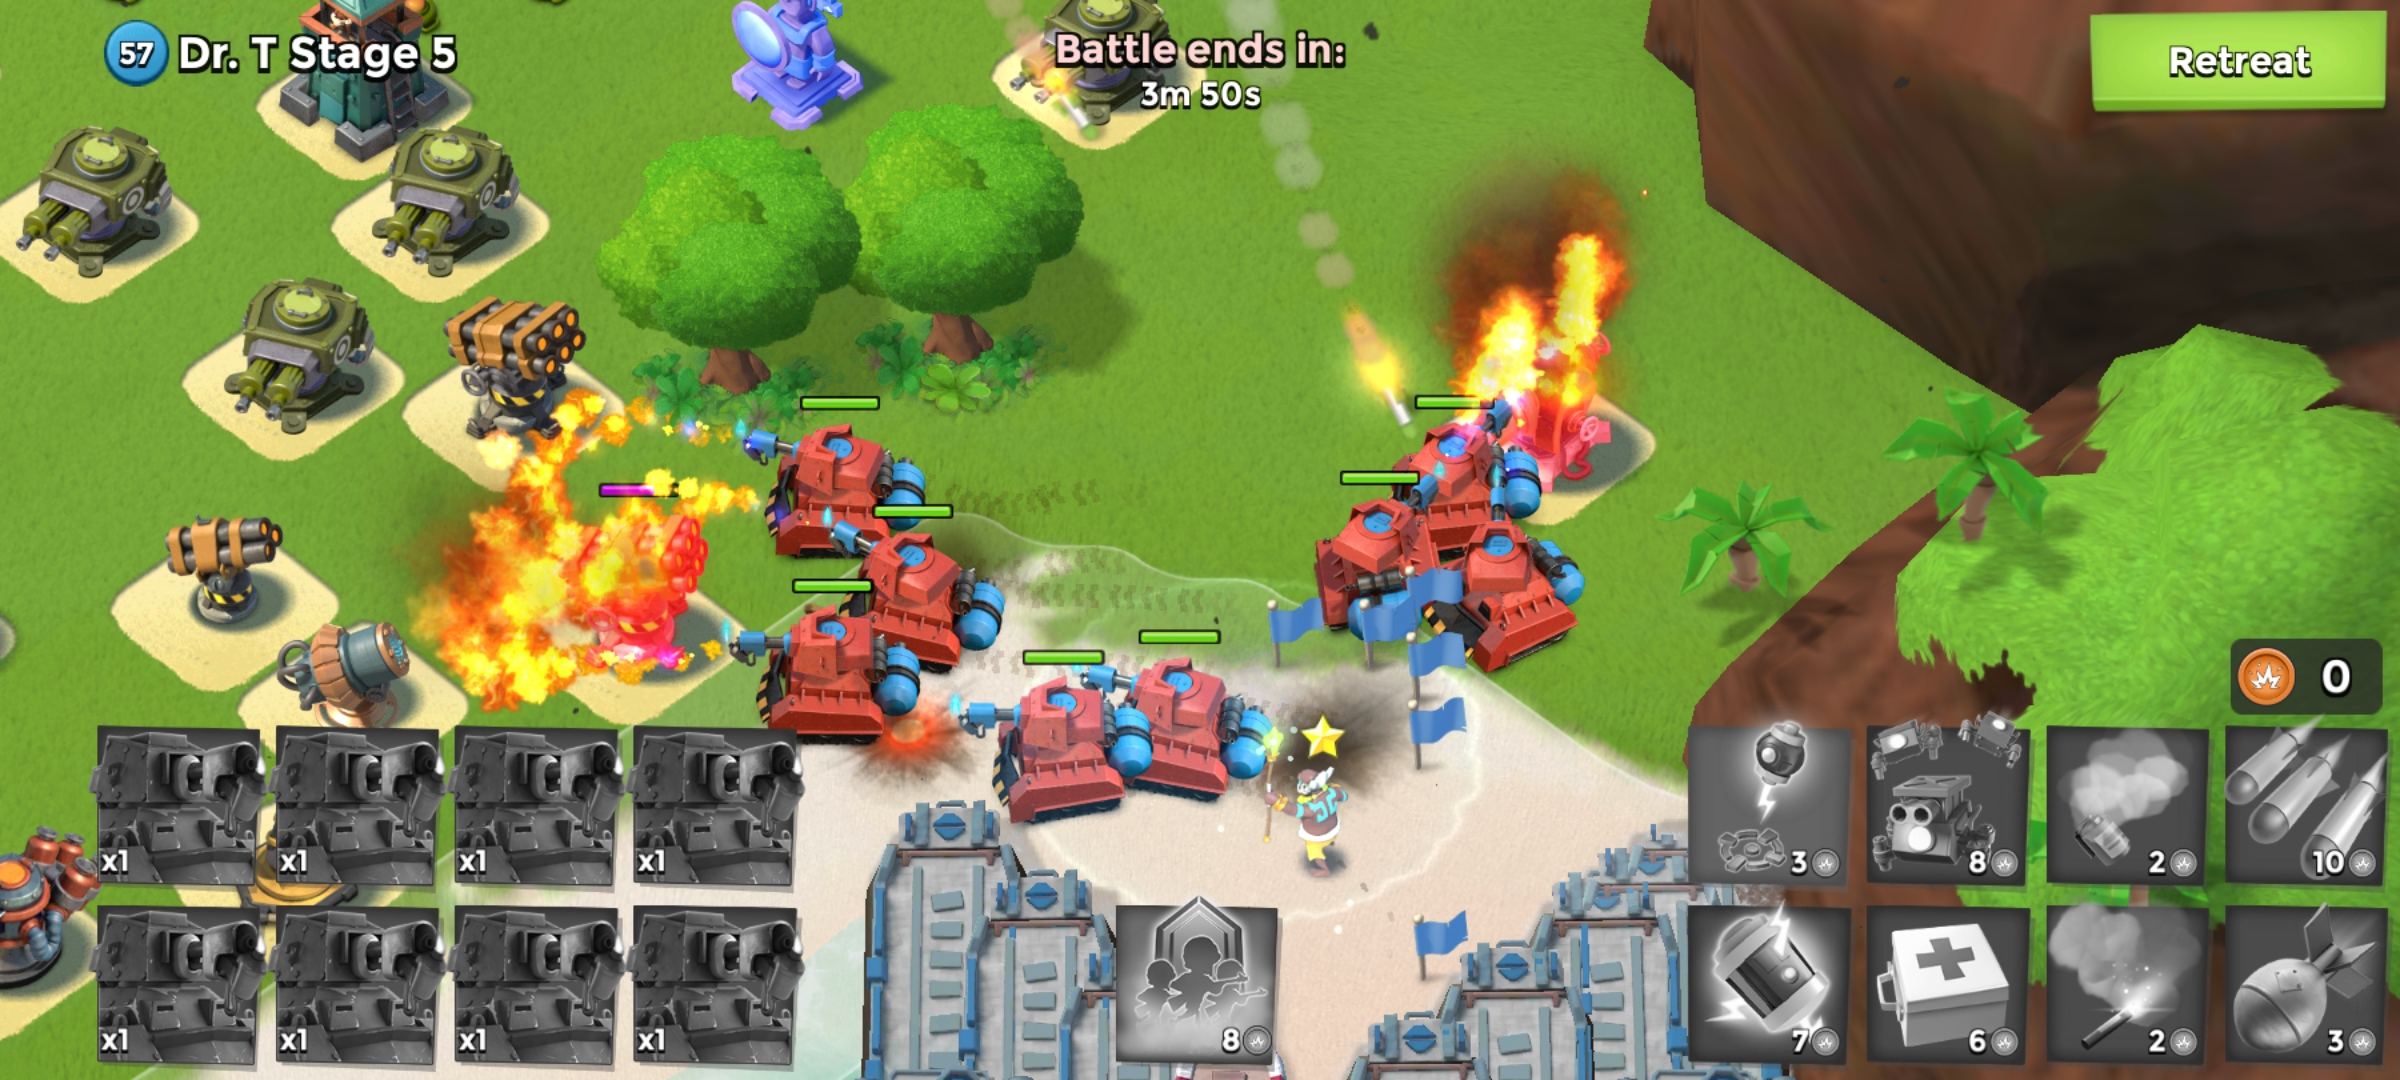 57 Dr. T Stage 5
Battle ends in:
3m 50s
Retreat
0
x1 x1 x1 x1
3 8 2 10
x1 x1 x1 x1
8
7 6 2 3